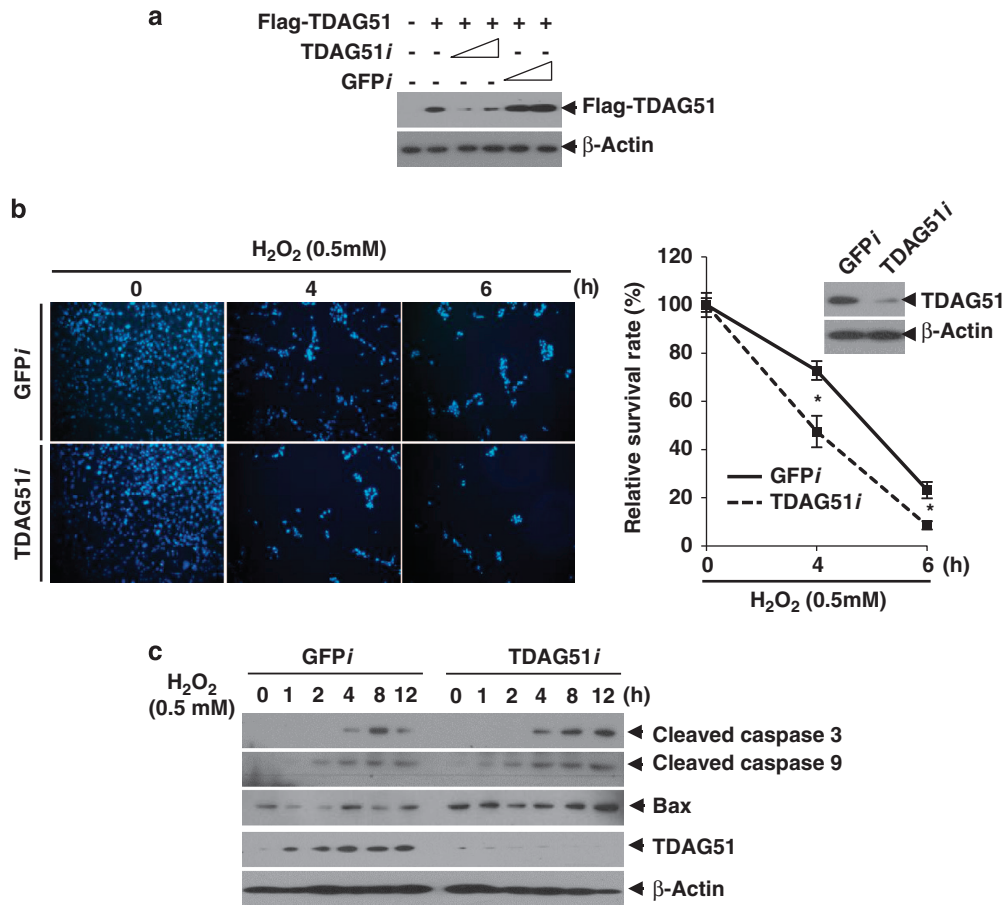 a
Flag-TDAG51 - + + + + +
TDAG51i - - - -
GFPi - - - -
Flag-TDAG51
β-Actin
b
H2O2 (0.5mM)
0 4 6 (h)
GFPi
TDAG51i
Relative survival rate (%)
120
100
80
60
40
20
0
GFPi TDAG51i
TDAG51
β-Actin
*
GFPi
TDAG51i
*
0 4 6 (h)
H2O2 (0.5mM)
c
GFPi TDAG51i
H2O2
(0.5 mM)
0 1 2 4 8 12 0 1 2 4 8 12 (h)
Cleaved caspase 3
Cleaved caspase 9
Bax
TDAG51
β-Actin